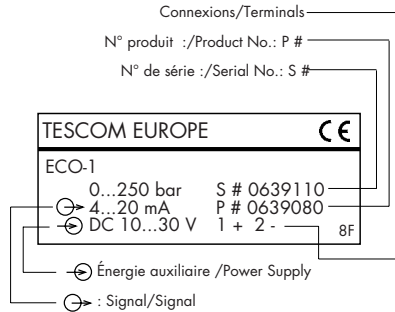 Connexions/Terminals
N° produit :/Product No.: P #
N° de série :/Serial No.: S #
TESCOM EUROPE CE
ECO-1
0...250 bar S # 0639110
4...20 mA P # 0639080
DC 10...30 V 1 + 2 - 8F
Énergie auxiliaire /Power Supply
: Signal/Signal